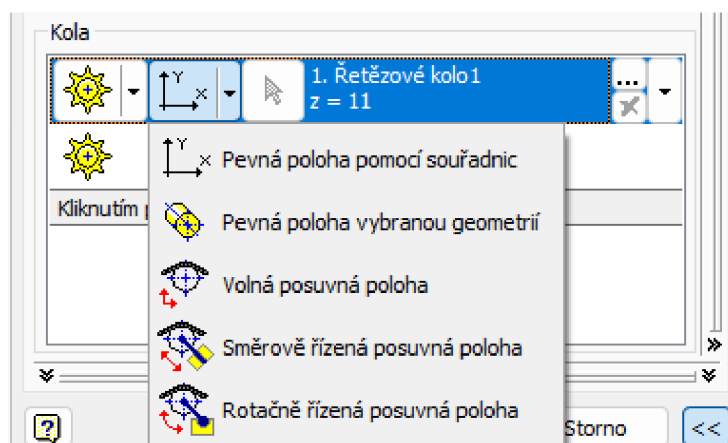 Kola
Y
X
1. Řetězové kolo1
...
z = 11
Y
X
Pevná poloha pomocí souřadnic
Kliknutím
Pevná poloha vybranou geometrií
Volná posuvná poloha
Směrově řízená posuvná poloha
Rotačně řízená posuvná poloha
?
Storno
<<